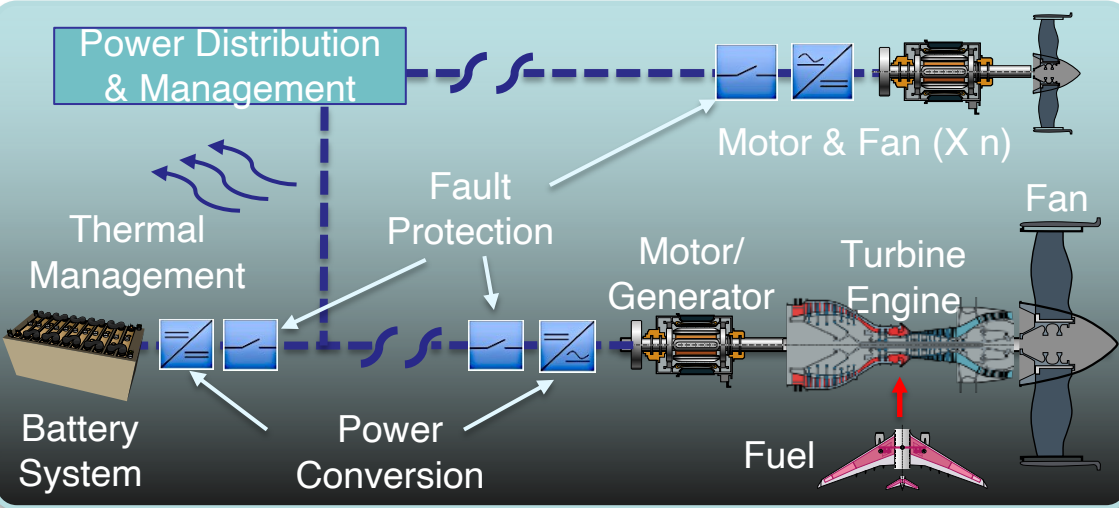 Power Distribution
& Management
Motor & Fan (X n)
Fault
Protection
Fan
Thermal
Management
Motor/
Generator
Turbine
Engine
Battery
System
Power
Conversion
Fuel